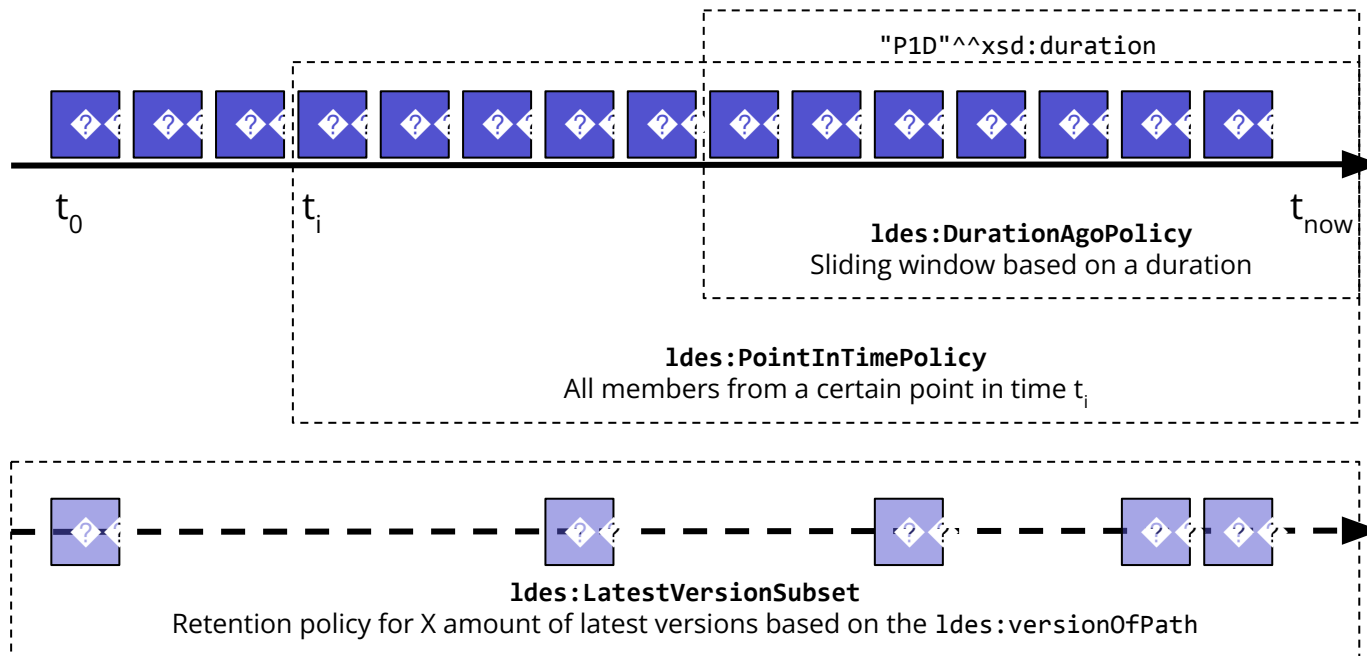 "P1D"^^xsd:duration
t0
ti
tnow
ldes:DurationAgoPolicy
Sliding window based on a duration
ldes:PointInTimePolicy
All members from a certain point in time ti
ldes:LatestVersionSubset
Retention policy for X amount of latest versions based on the ldes:versionOfPath